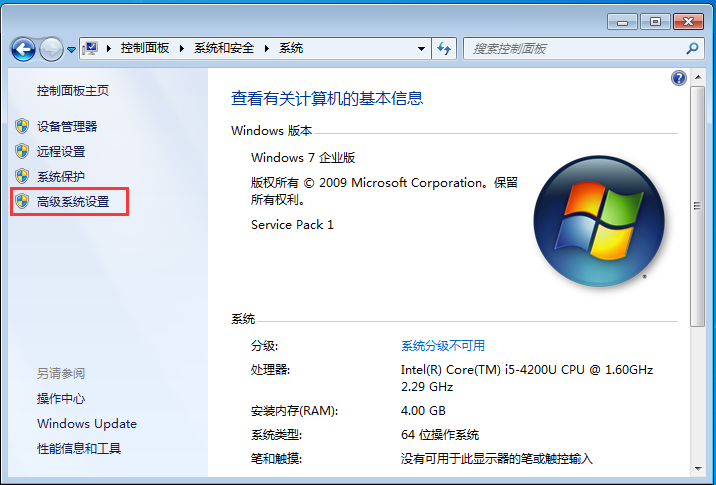 控制面板 系统和安全 系统 搜索控制面板
控制面板主页
设备管理器
远程设置
系统保护
高级系统设置
另请参阅
操作中心
Windows Update
性能信息和工具
查看有关计算机的基本信息
Windows 版本
Windows 7 企业版
版权所有 © 2009 Microsoft Corporation。保留
所有权利。
Service Pack 1
系统
分级: 系统分级不可用
处理器: Intel(R) Core(TM) i5-4200U CPU @ 1.60GHz
2.29 GHz
安装内存(RAM): 4.00 GB
系统类型: 64 位操作系统
笔和触摸: 没有可用于此显示器的笔或触控输入